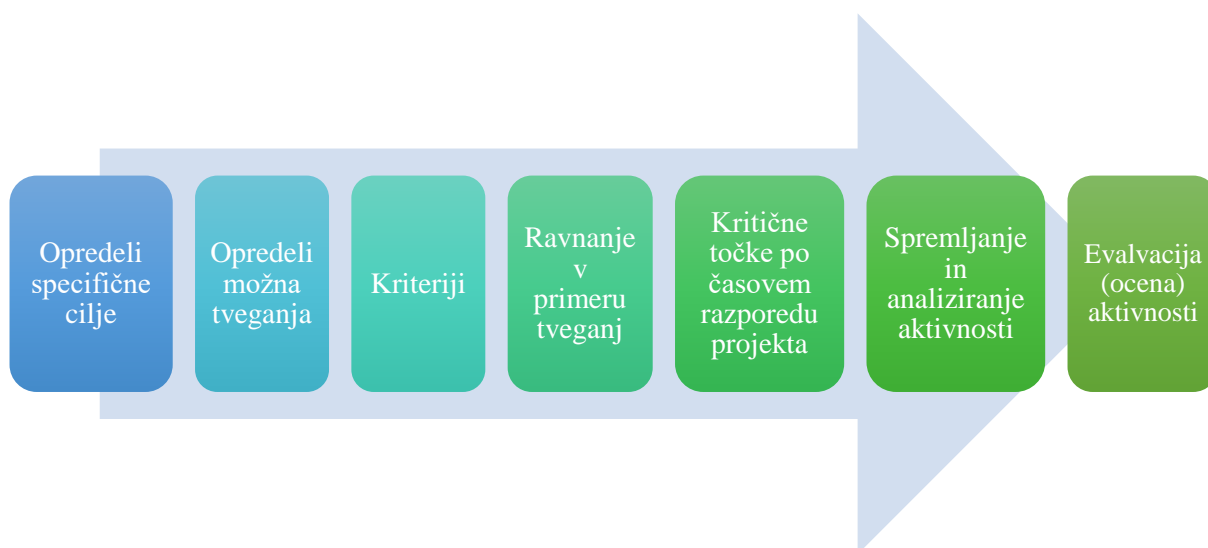 Opredeli
specifične
cilje
Opredeli
možna
tveganja
Kriteriji
Ravnanje
v
primeru
tveganj
Kritične
točke po
časovem
razporedu
projekta
Spremljanje
in
analiziranje
aktivnosti
Evalvacija
(ocena)
aktivnosti